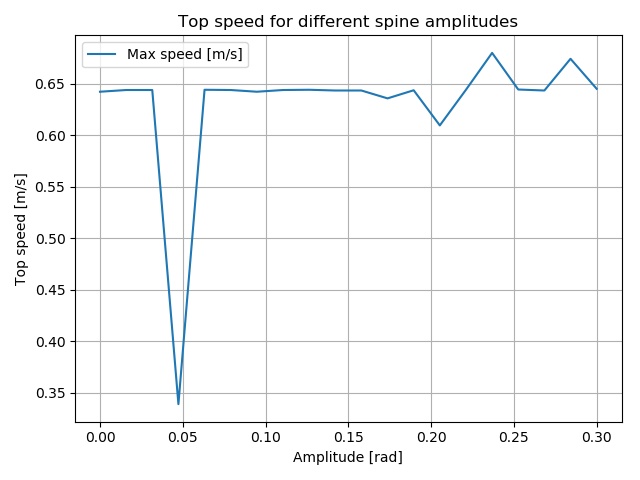 Top speed for different spine amplitudes
Max speed [m/s]
Top speed [m/s]
0.65
0.60
0.55
0.50
0.45
0.40
0.35
0.00 0.05 0.10 0.15 0.20 0.25 0.30
Amplitude [rad]